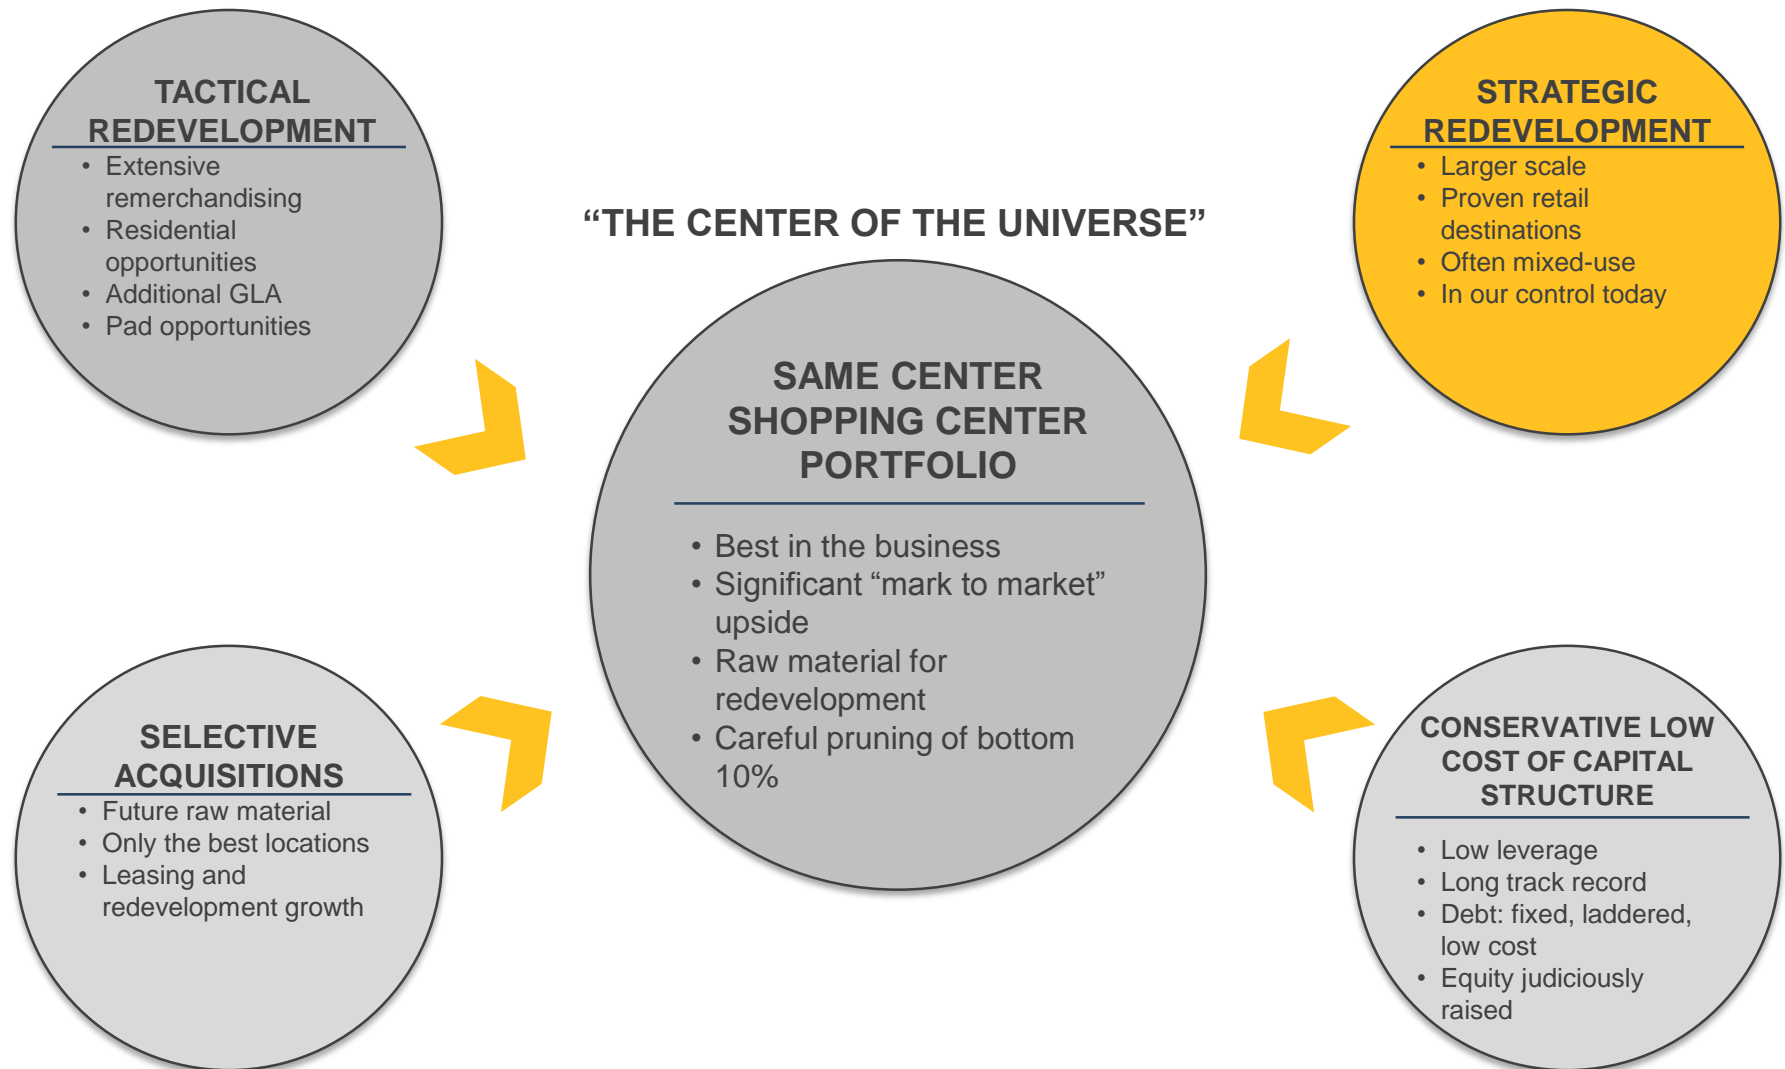 TACTICAL
REDEVELOPMENT
• Extensive
remerchandising
• Residential
opportunities
• Additional GLA
• Pad opportunities
STRATEGIC
REDEVELOPMENT
• Larger scale
• Proven retail
destinations
• Often mixed-use
• In our control today
“THE CENTER OF THE UNIVERSE”
SAME CENTER
SHOPPING CENTER
PORTFOLIO
• Best in the business
• Significant “mark to market”
upside
• Raw material for
redevelopment
• Careful pruning of bottom
10%
SELECTIVE
ACQUISITIONS
• Future raw material
• Only the best locations
• Leasing and
redevelopment growth
CONSERVATIVE LOW
COST OF CAPITAL
STRUCTURE
• Low leverage
• Long track record
• Debt: fixed, laddered,
low cost
• Equity judiciously
raised